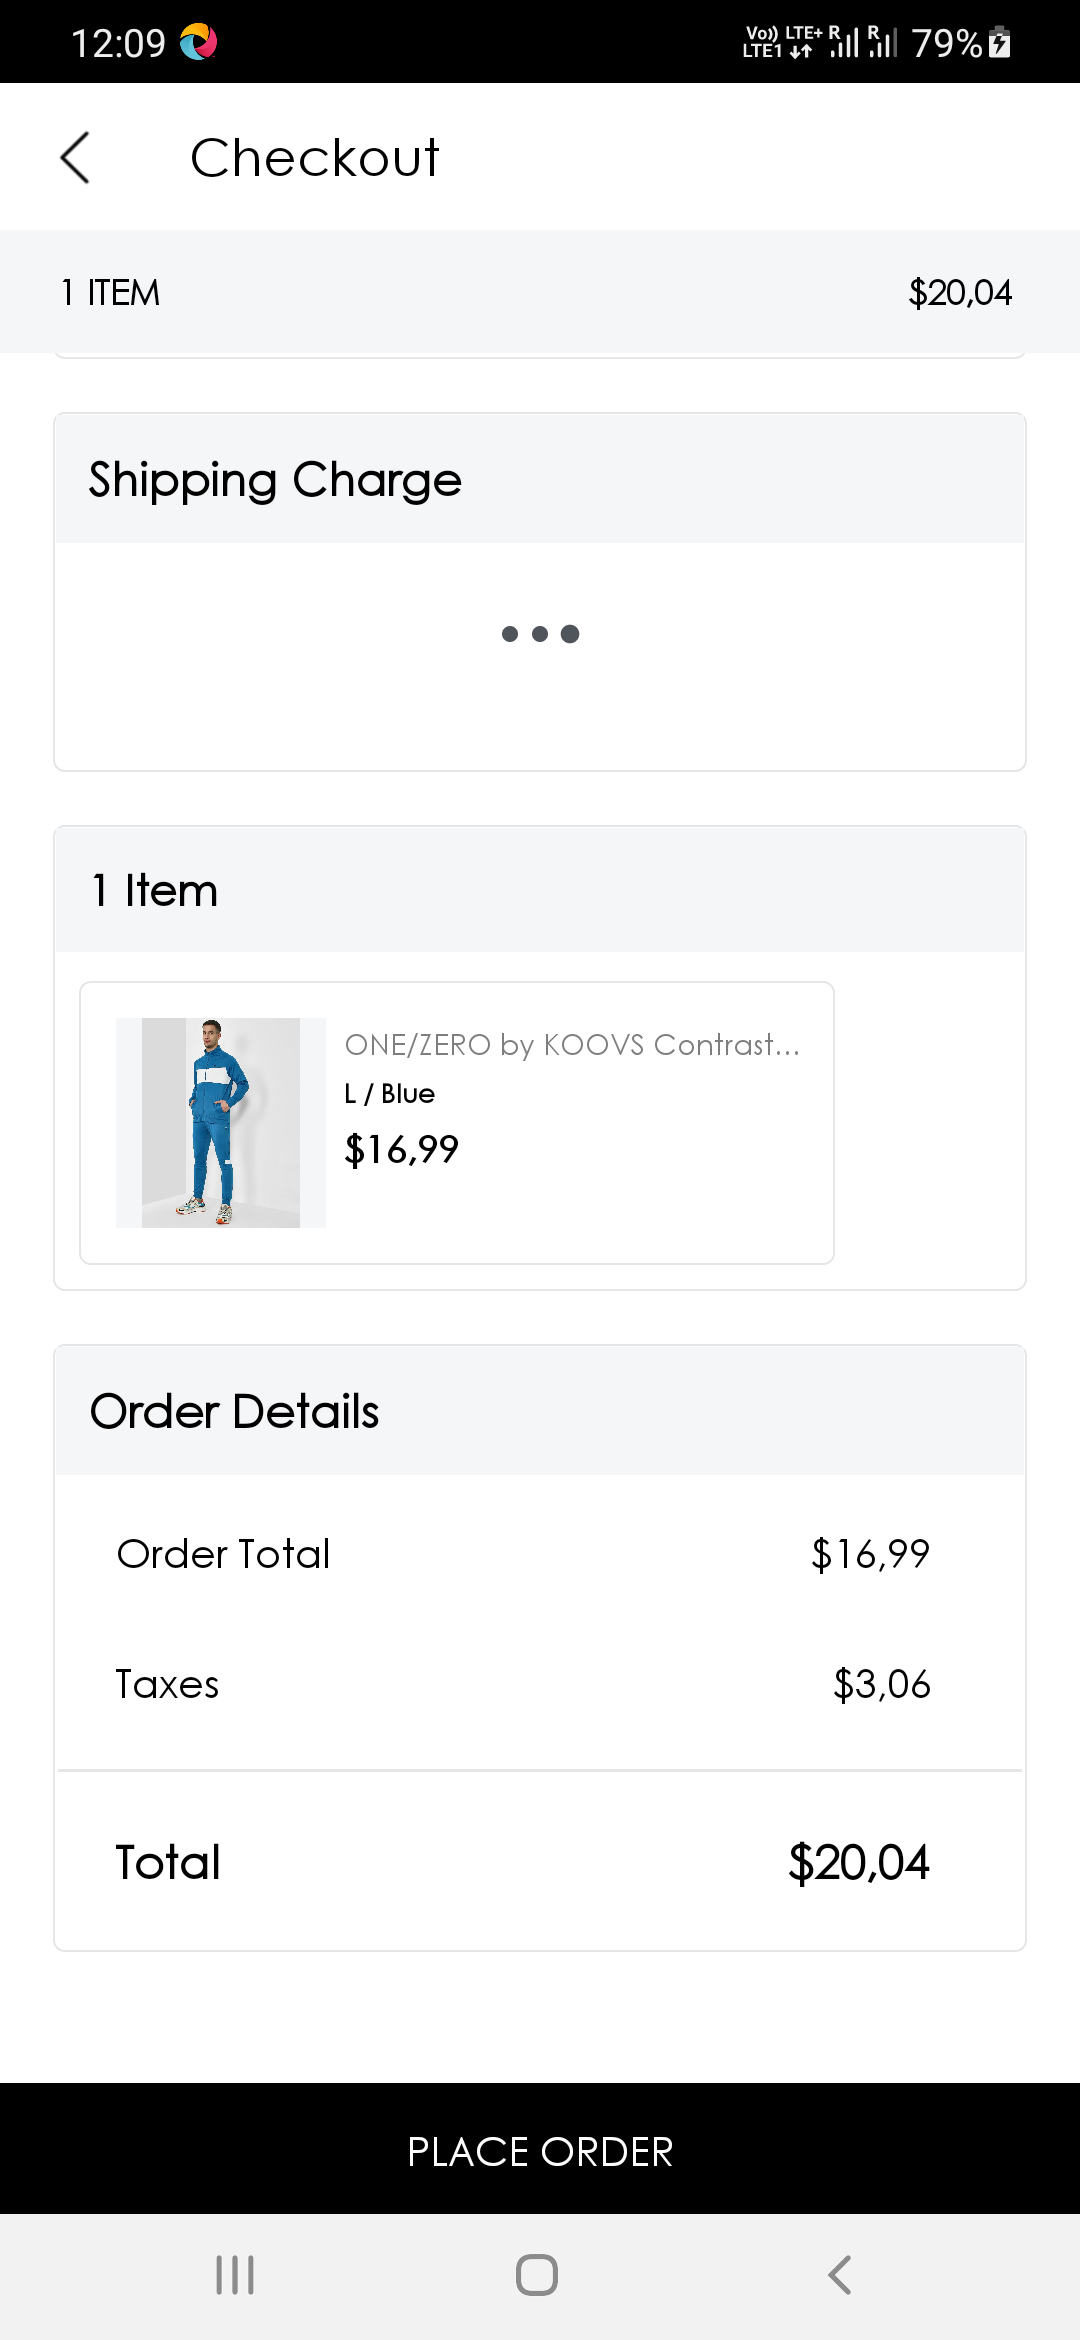 12:09
Vo)) LTE+ R R 79%
LTE1
Checkout
1 ITEM $20,04
Shipping Charge
1 Item
ONE/ZERO by KOOVS Contrast...
L / Blue
$16,99
Order Details
Order Total $16,99
Taxes $3,06
Total $20,04
PLACE ORDER